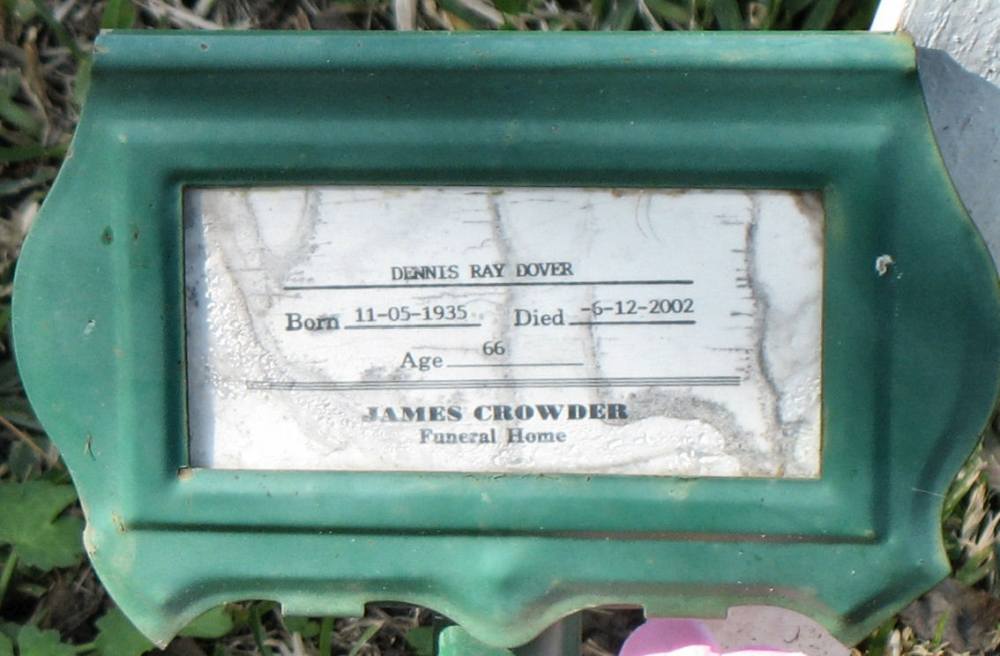 DENNIS RAY DOVER
Born 11-05-1935 Died -6-12-2002
Age 66
JAMES CROWDER
Funeral Home